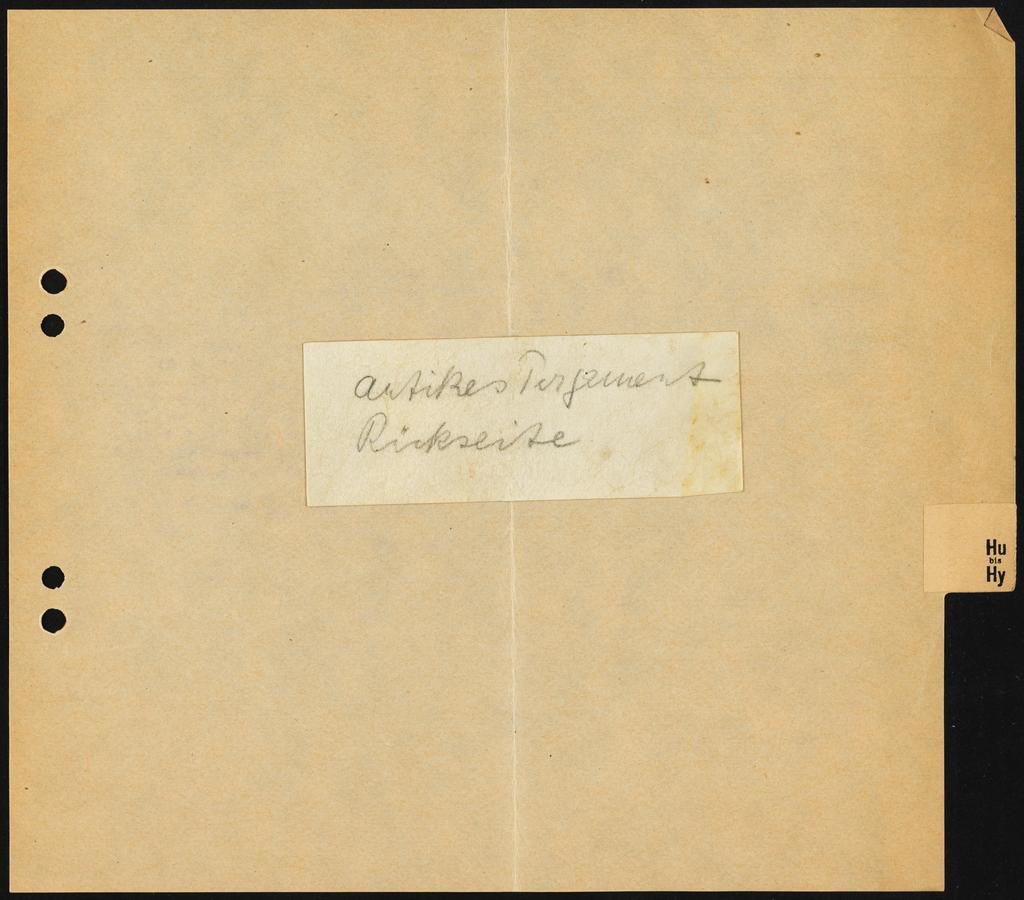 antikes Pergament
Rückseite
Hu
bis
Hy